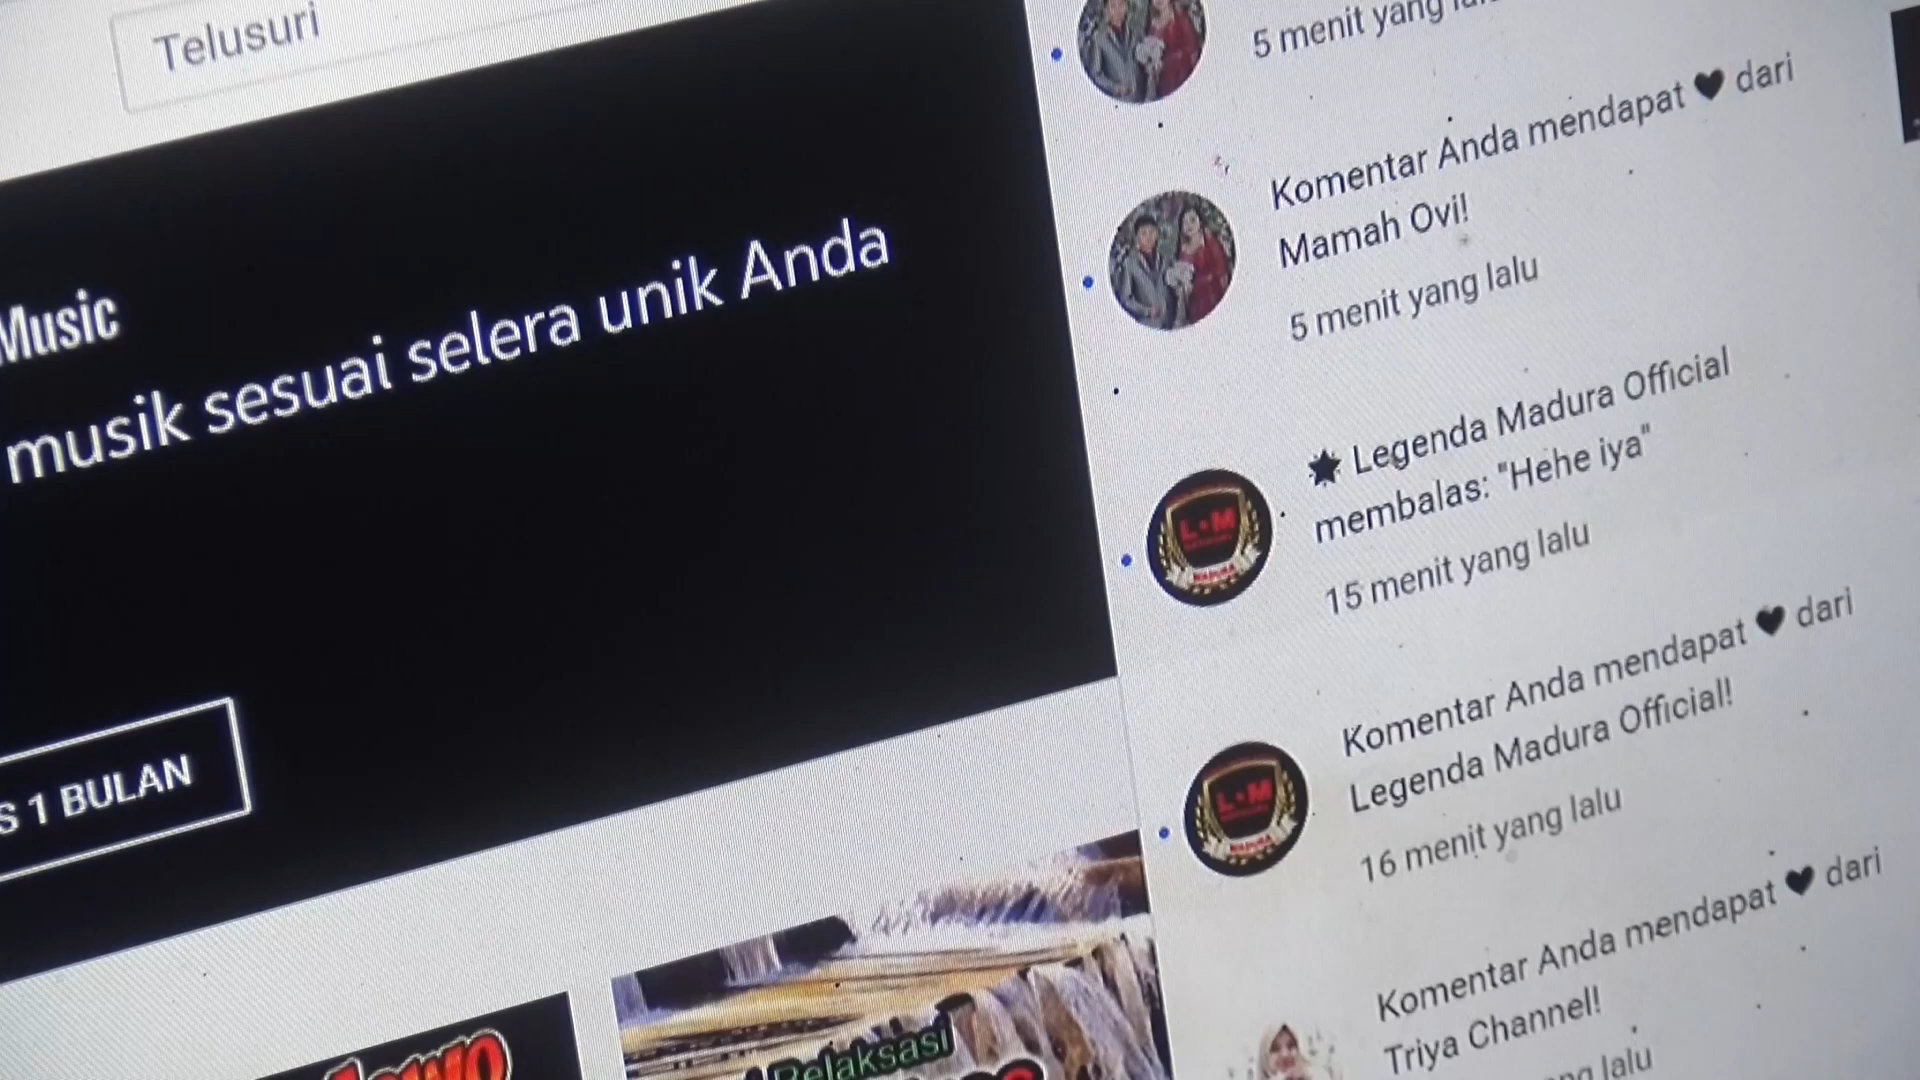 Telusuri
Music
musik sesuai selera unik Anda
S 1 BULAN
Relaksasi
5 menit yang lalu
Komentar Anda mendapat ♥ dari
Mamah Ovi!
5 menit yang lalu
★ Legenda Madura Official
membalas: "Hehe iya"
15 menit yang lalu
L★M
MADURA
Komentar Anda mendapat ♥ dari
Legenda Madura Official!
16 menit yang lalu
L★M
MADURA
Komentar Anda mendapat ♥ dari
Triya Channel!
yang lalu